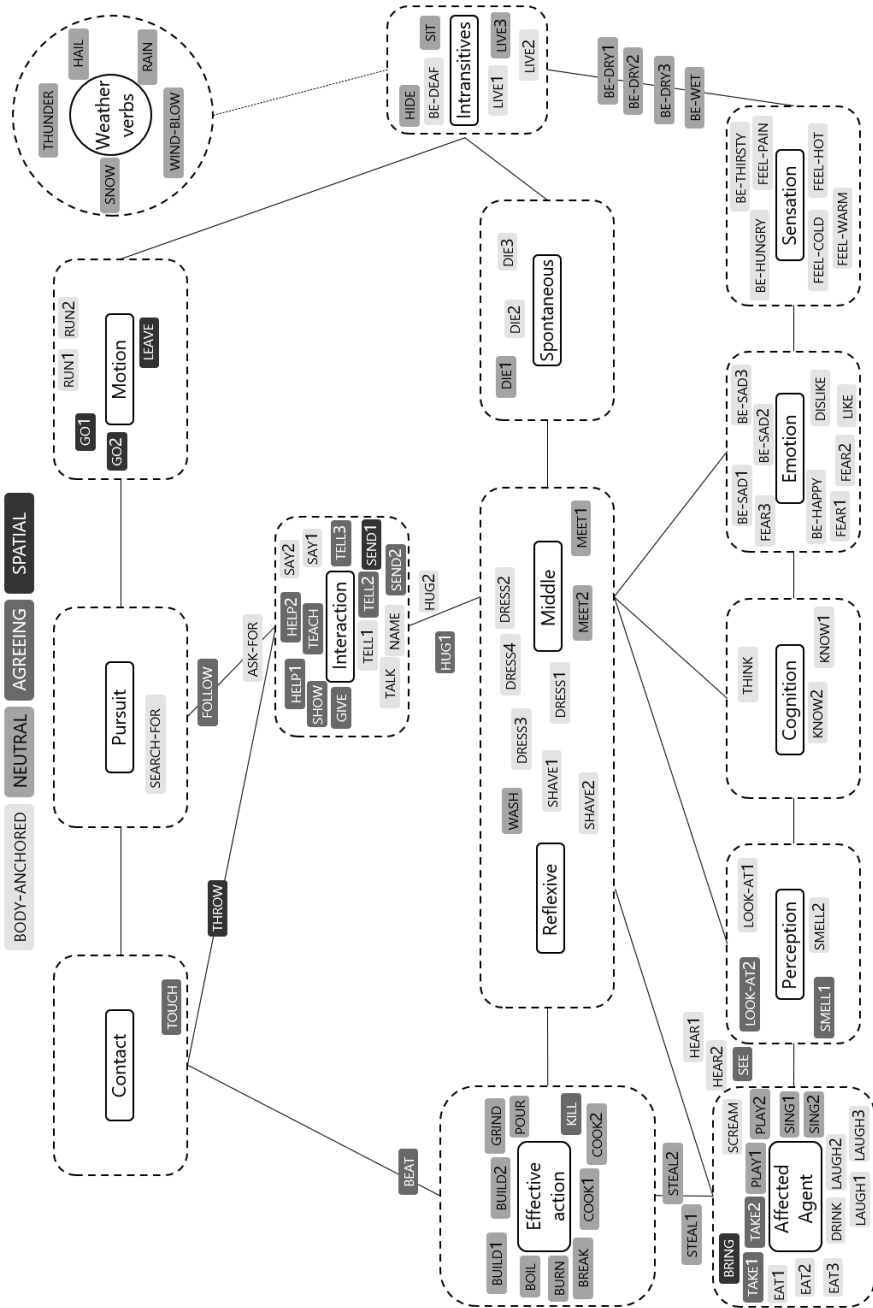 BODY-ANCHORED
NEUTRAL
AGREEING
SPATIAL
Contact
TOUCH
Pursuit
SEARCH-FOR
Motion
RUN1
RUN2
GO1
GO2
LEAVE
Weather
verbs
THUNDER
HAIL
SNOW
RAIN
WIND-BLOW
THROW
FOLLOW
ASK-FOR
BEAT
Interaction
SAY2
HELP2
SAY1
HELP1
TEACH
SHOW
TELL3
GIVE
TELL1
TELL2
SEND1
TALK
NAME
SEND2
HUG1
HUG2
Intransitives
HIDE
SIT
BE-DEAF
LIVE1
LIVE3
LIVE2
Effective
action
BUILD1
BUILD2
GRIND
BOIL
POUR
BURN
KILL
BREAK
COOK1
COOK2
Reflexive
WASH
DRESS3
DRESS4
DRESS2
SHAVE1
DRESS1
SHAVE2
Middle
MEET2
MEET1
Spontaneous
DIE1
DIE2
DIE3
BE-DRY1
BE-DRY2
BE-DRY3
BE-WET
STEAL1
STEAL2
HEAR1
HEAR2
SEE
Affected
Agent
BRING
SCREAM
TAKE1
TAKE2
PLAY1
PLAY2
EAT1
SING1
EAT2
SING2
EAT3
DRINK
LAUGH2
LAUGH1
LAUGH3
Perception
LOOK-AT2
LOOK-AT1
SMELL1
SMELL2
Cognition
THINK
KNOW2
KNOW1
Emotion
BE-SAD1
BE-SAD3
FEAR3
BE-SAD2
BE-HAPPY
DISLIKE
FEAR1
FEAR2
LIKE
Sensation
BE-THIRSTY
BE-HUNGRY
FEEL-PAIN
FEEL-COLD
FEEL-HOT
FEEL-WARM